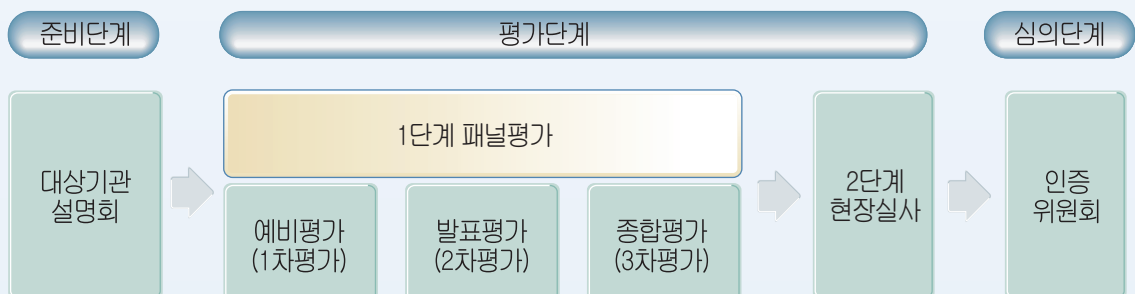 준비단계
평가단계
심의단계
대상기관
설명회
1단계 패널평가
예비평가
(1차평가)
발표평가
(2차평가)
종합평가
(3차평가)
2단계
현장실사
인증
위원회